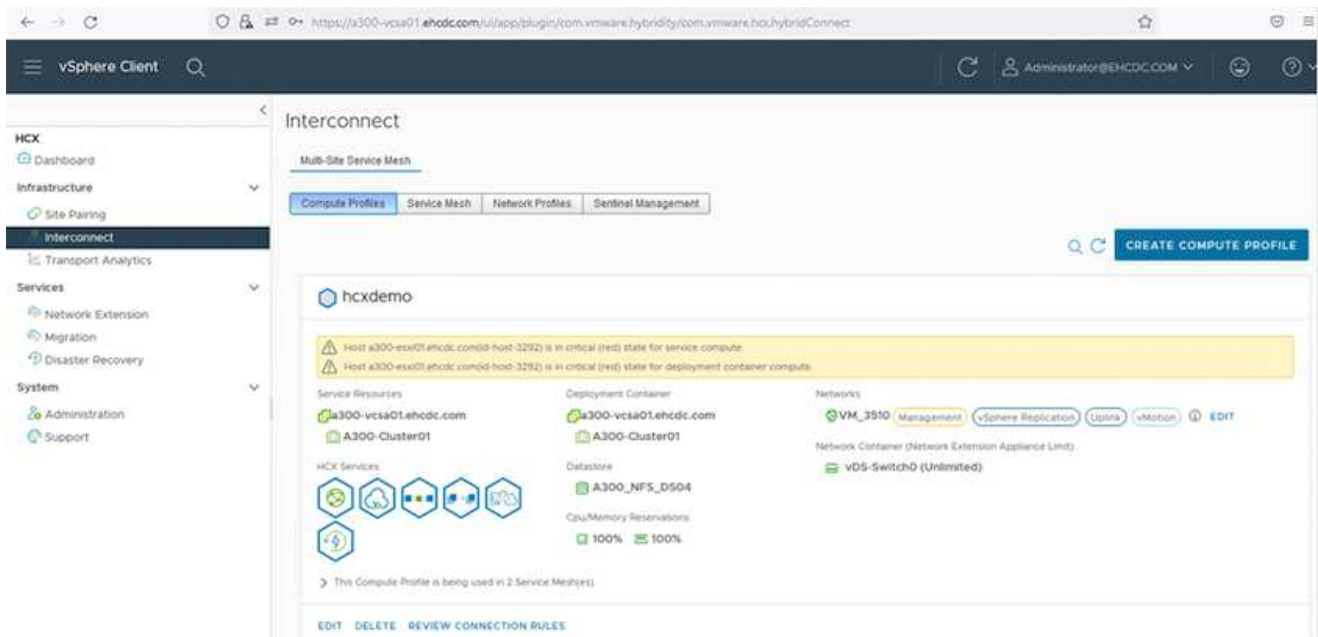 https://a300-vcsa01.ehcdc.com/ui/app/plugin/com.vmware.hybridity/com.vmware.hcx.hybridConnect
vSphere Client
Administrator@EHCDC.COM
HCX
Dashboard
Infrastructure
Site Pairing
Interconnect
Transport Analytics
Services
Network Extension
Migration
Disaster Recovery
System
Administration
Support
Interconnect
Multi-Site Service Mesh
Compute Profiles Service Mesh Network Profiles Sentinel Management
CREATE COMPUTE PROFILE
hcxdemo
Host a300-esxi01.ehcdc.com(id-host-3292) is in critical (red) state for service compute.
Host a300-esxi01.ehcdc.com(id-host-3292) is in critical (red) state for deployment container compute.
Service Resources
a300-vcsa01.ehcdc.com
A300-Cluster01
HCX Services
Deployment Container
a300-vcsa01.ehcdc.com
A300-Cluster01
Datastore
A300_NFS_DS04
Cpu/Memory Reservations
100% 100%
Networks
VM_3510 Management vSphere Replication Uplink vMotion EDIT
Network Container (Network Extension Appliance Limit)
vDS-Switch0 (Unlimited)
This Compute Profile is being used in 2 Service Mesh(es).
EDIT DELETE REVIEW CONNECTION RULES